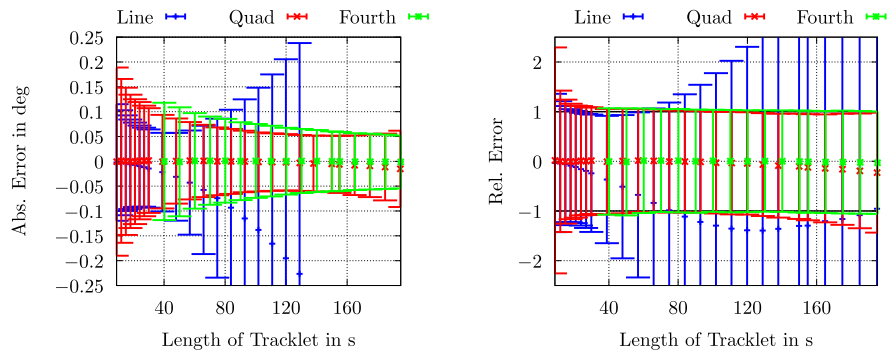 Line Quad Fourth
0.25
0.2
0.15
0.1
0.05
0
−0.05
−0.1
−0.15
−0.2
−0.25
Abs. Error in deg
40 80 120 160
Length of Tracklet in s
Line Quad Fourth
2
1
0
−1
−2
Rel. Error
40 80 120 160
Length of Tracklet in s